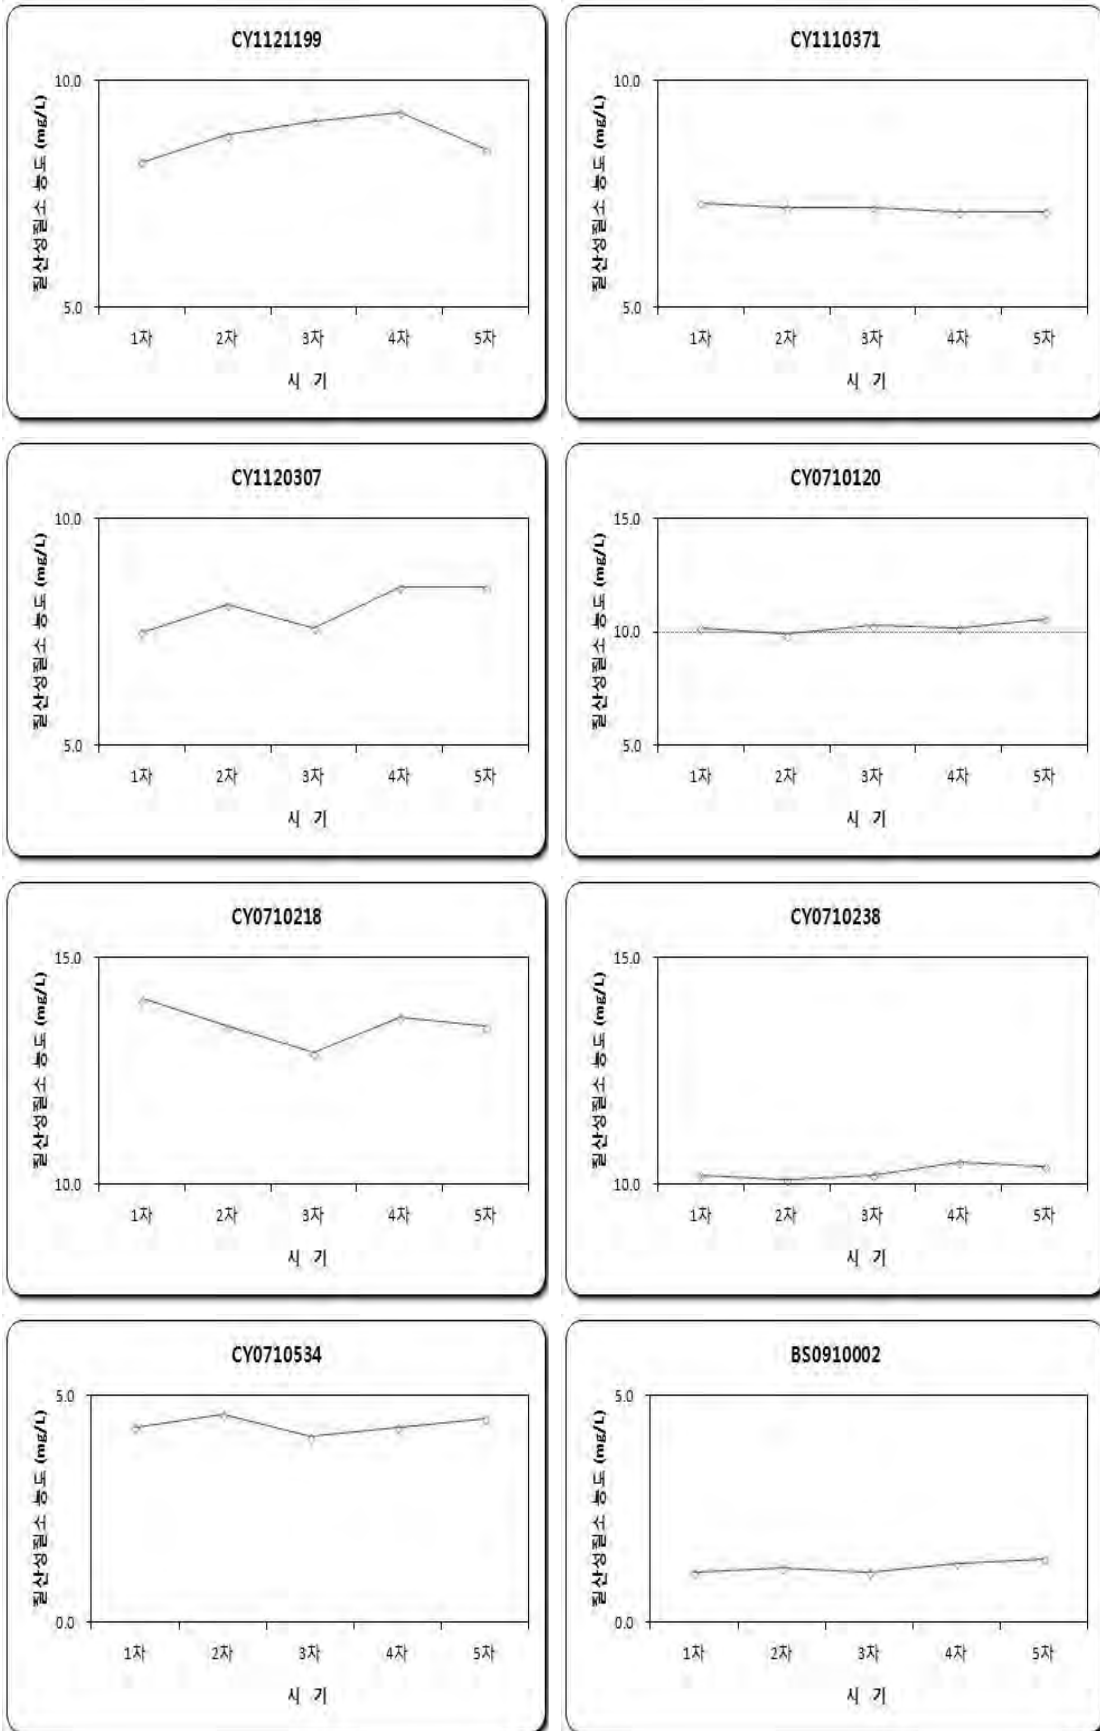 CY1121199
10.0
5.0
질산성질소 농도 (mg/L)
1차 2차 3차 4차 5차
시 기
CY1110371
10.0
5.0
질산성질소 농도 (mg/L)
1차 2차 3차 4차 5차
시 기
CY1120307
10.0
5.0
질산성질소 농도 (mg/L)
1차 2차 3차 4차 5차
시 기
CY0710120
15.0
10.0
5.0
질산성질소 농도 (mg/L)
1차 2차 3차 4차 5차
시 기
CY0710218
15.0
10.0
질산성질소 농도 (mg/L)
1차 2차 3차 4차 5차
시 기
CY0710238
15.0
10.0
질산성질소 농도 (mg/L)
1차 2차 3차 4차 5차
시 기
CY0710534
5.0
0.0
질산성질소 농도 (mg/L)
1차 2차 3차 4차 5차
시 기
BS0910002
5.0
0.0
질산성질소 농도 (mg/L)
1차 2차 3차 4차 5차
시 기